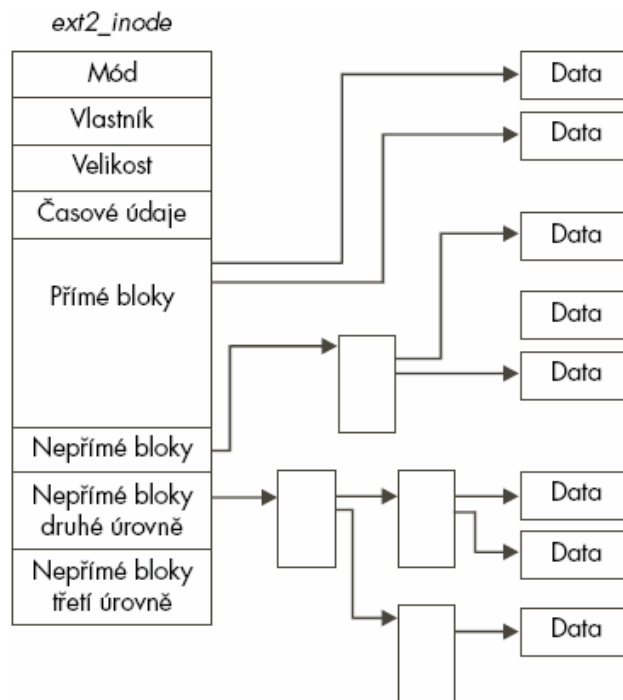 ext2_inode
Mód
Vlastník
Velikost
Časové údaje
Přímé bloky
Nepřímé bloky
Nepřímé bloky
druhé úrovně
Nepřímé bloky
třetí úrovně
Data
Data
Data
Data
Data
Data
Data
Data